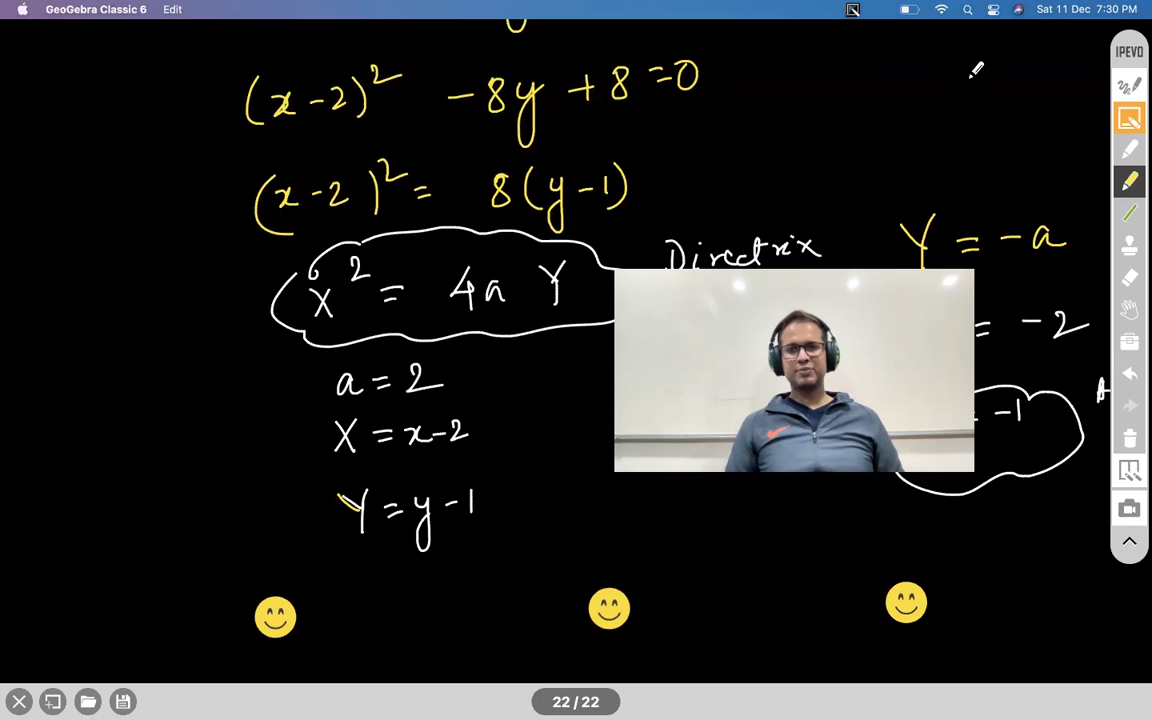 GeoGebra Classic 6 Edit Sat 11 Dec 7:30 PM
IPEVO
(x-2)² -8y +8 =0
(x-2)² = 8(y-1)
X² = 4a Y
a = 2
X = x-2
Y = y-1
Directrix
Y = -a
= -2
-1
22 / 22